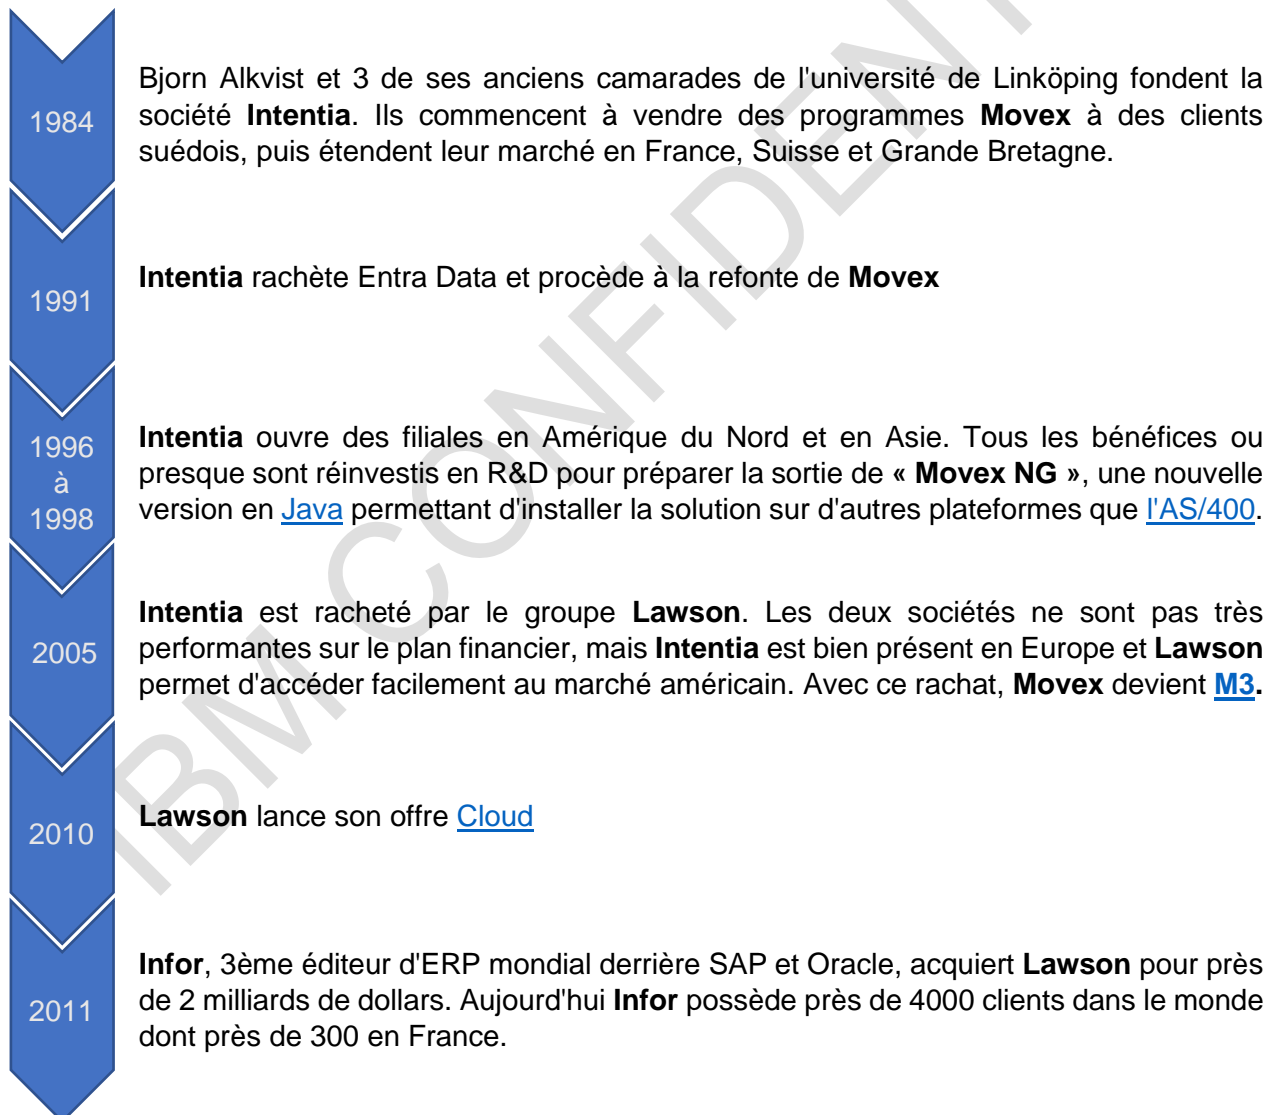 1984
Bjorn Alkvist et 3 de ses anciens camarades de l'université de Linköping fondent la
société Intentia. Ils commencent à vendre des programmes Movex à des clients
suédois, puis étendent leur marché en France, Suisse et Grande Bretagne.
1991
Intentia rachète Entra Data et procède à la refonte de Movex
1996
à
1998
Intentia ouvre des filiales en Amérique du Nord et en Asie. Tous les bénéfices ou
presque sont réinvestis en R&D pour préparer la sortie de « Movex NG », une nouvelle
version en Java permettant d'installer la solution sur d'autres plateformes que l'AS/400.
2005
Intentia est racheté par le groupe Lawson. Les deux sociétés ne sont pas très
performantes sur le plan financier, mais Intentia est bien présent en Europe et Lawson
permet d'accéder facilement au marché américain. Avec ce rachat, Movex devient M3.
2010
Lawson lance son offre Cloud
2011
Infor, 3ème éditeur d'ERP mondial derrière SAP et Oracle, acquiert Lawson pour près
de 2 milliards de dollars. Aujourd'hui Infor possède près de 4000 clients dans le monde
dont près de 300 en France.
IBM CONFIDENT